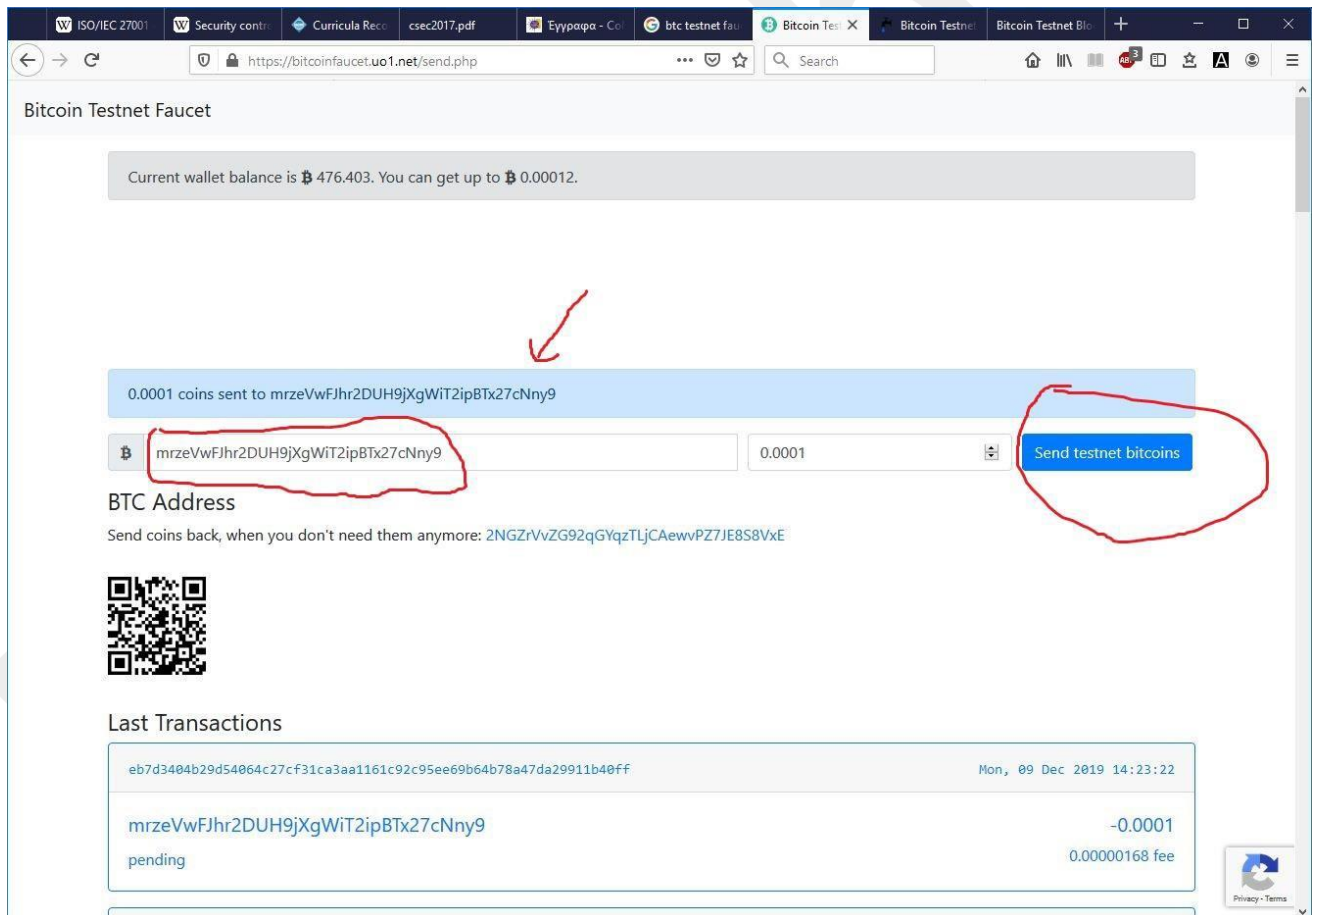 ISO/IEC 27001
Security contro
Curricula Reco
csec2017.pdf
Έγγραφα - Co
btc testnet fau
Bitcoin Tes
Bitcoin Testne
Bitcoin Testnet Blo
https://bitcoinfaucet.uo1.net/send.php
Search
ABP 3
A
Bitcoin Testnet Faucet
Current wallet balance is ₿ 476.403. You can get up to ₿ 0.00012.
0.0001 coins sent to mrzeVwFJhr2DUH9jXgWiT2ipBTx27cNny9
₿ mrzeVwFJhr2DUH9jXgWiT2ipBTx27cNny9 0.0001 Send testnet bitcoins
BTC Address
Send coins back, when you don't need them anymore: 2NGZrVvZG92qGYqzTLjCAewvPZ7JE8S8VxE
Last Transactions
eb7d3404b29d54064c27cf31ca3aa1161c92c95ee69b64b78a47da29911b40ff Mon, 09 Dec 2019 14:23:22
mrzeVwFJhr2DUH9jXgWiT2ipBTx27cNny9 -0.0001
pending 0.00000168 fee
Privacy - Terms